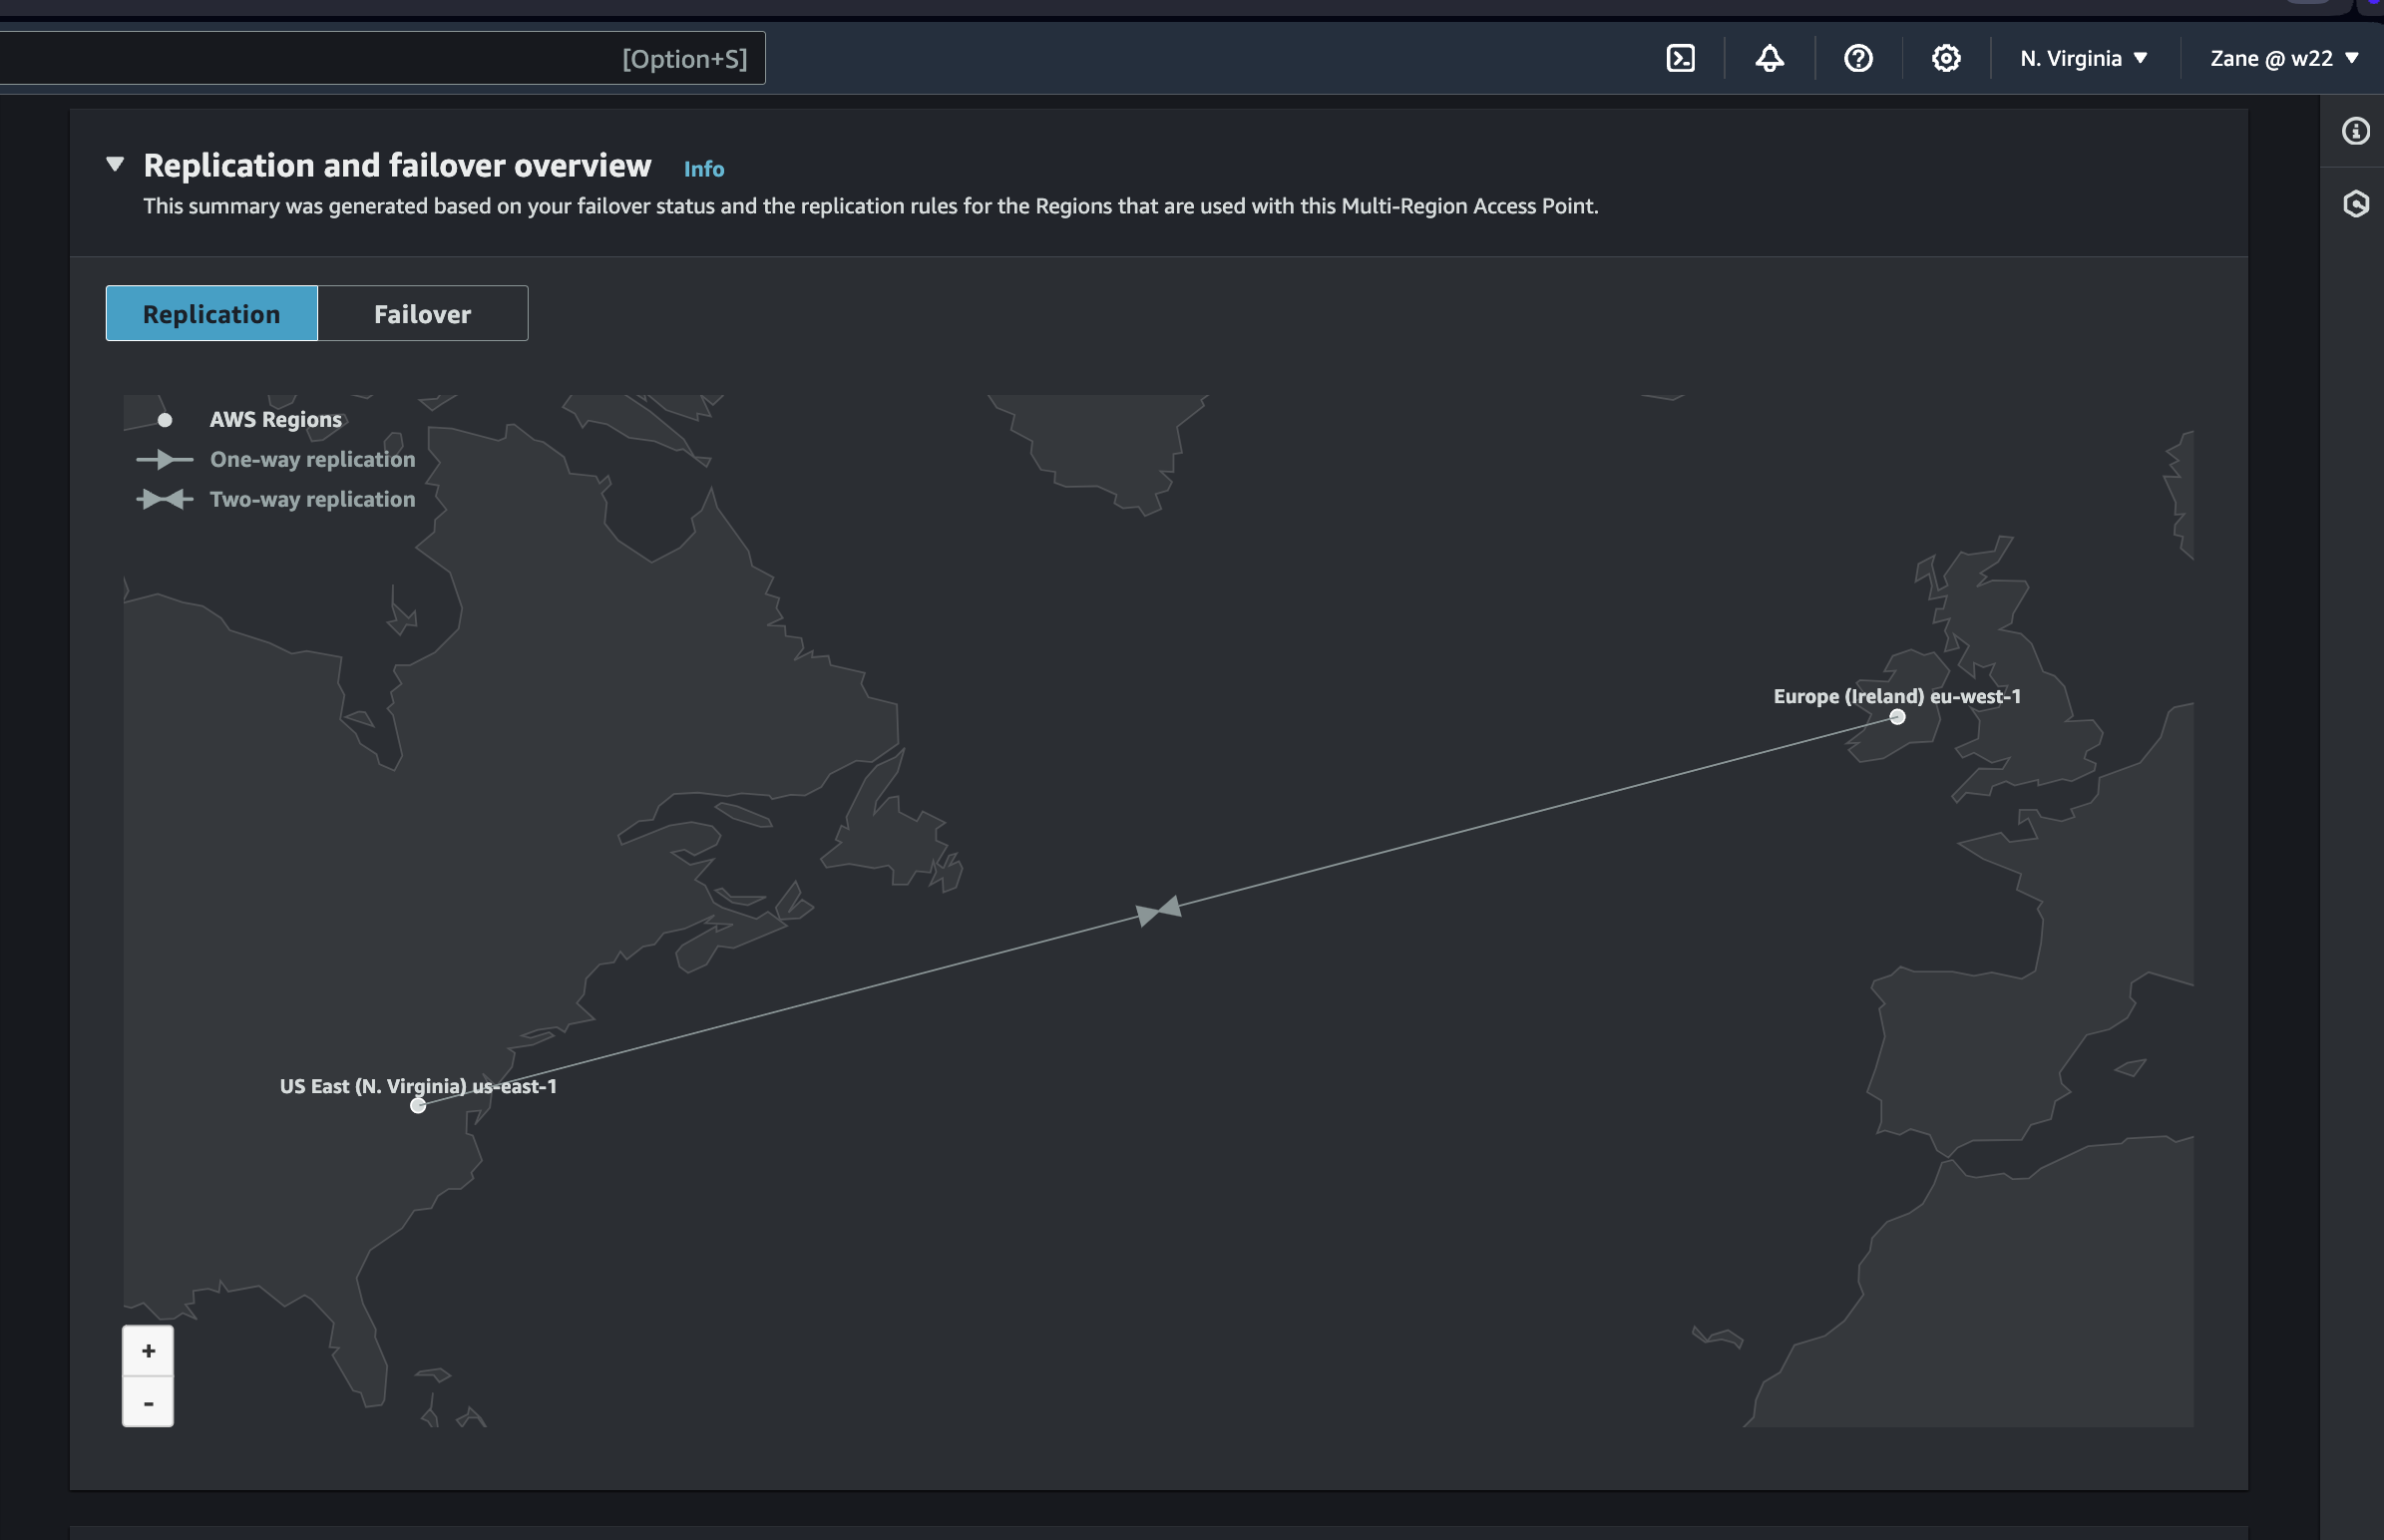 [Option+S]
N. Virginia
Zane @ w22
Replication and failover overview Info
This summary was generated based on your failover status and the replication rules for the Regions that are used with this Multi-Region Access Point.
Replication
Failover
AWS Regions
One-way replication
Two-way replication
Europe (Ireland) eu-west-1
US East (N. Virginia) us-east-1
+
-